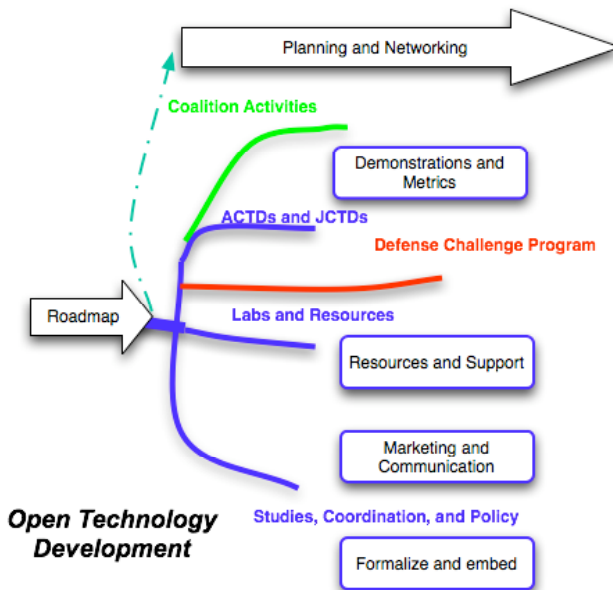 Planning and Networking
Coalition Activities
Demonstrations and
Metrics
ACTDs and JCTDs
Defense Challenge Program
Roadmap
Labs and Resources
Resources and Support
Marketing and
Communication
Open Technology
Development
Studies, Coordination, and Policy
Formalize and embed